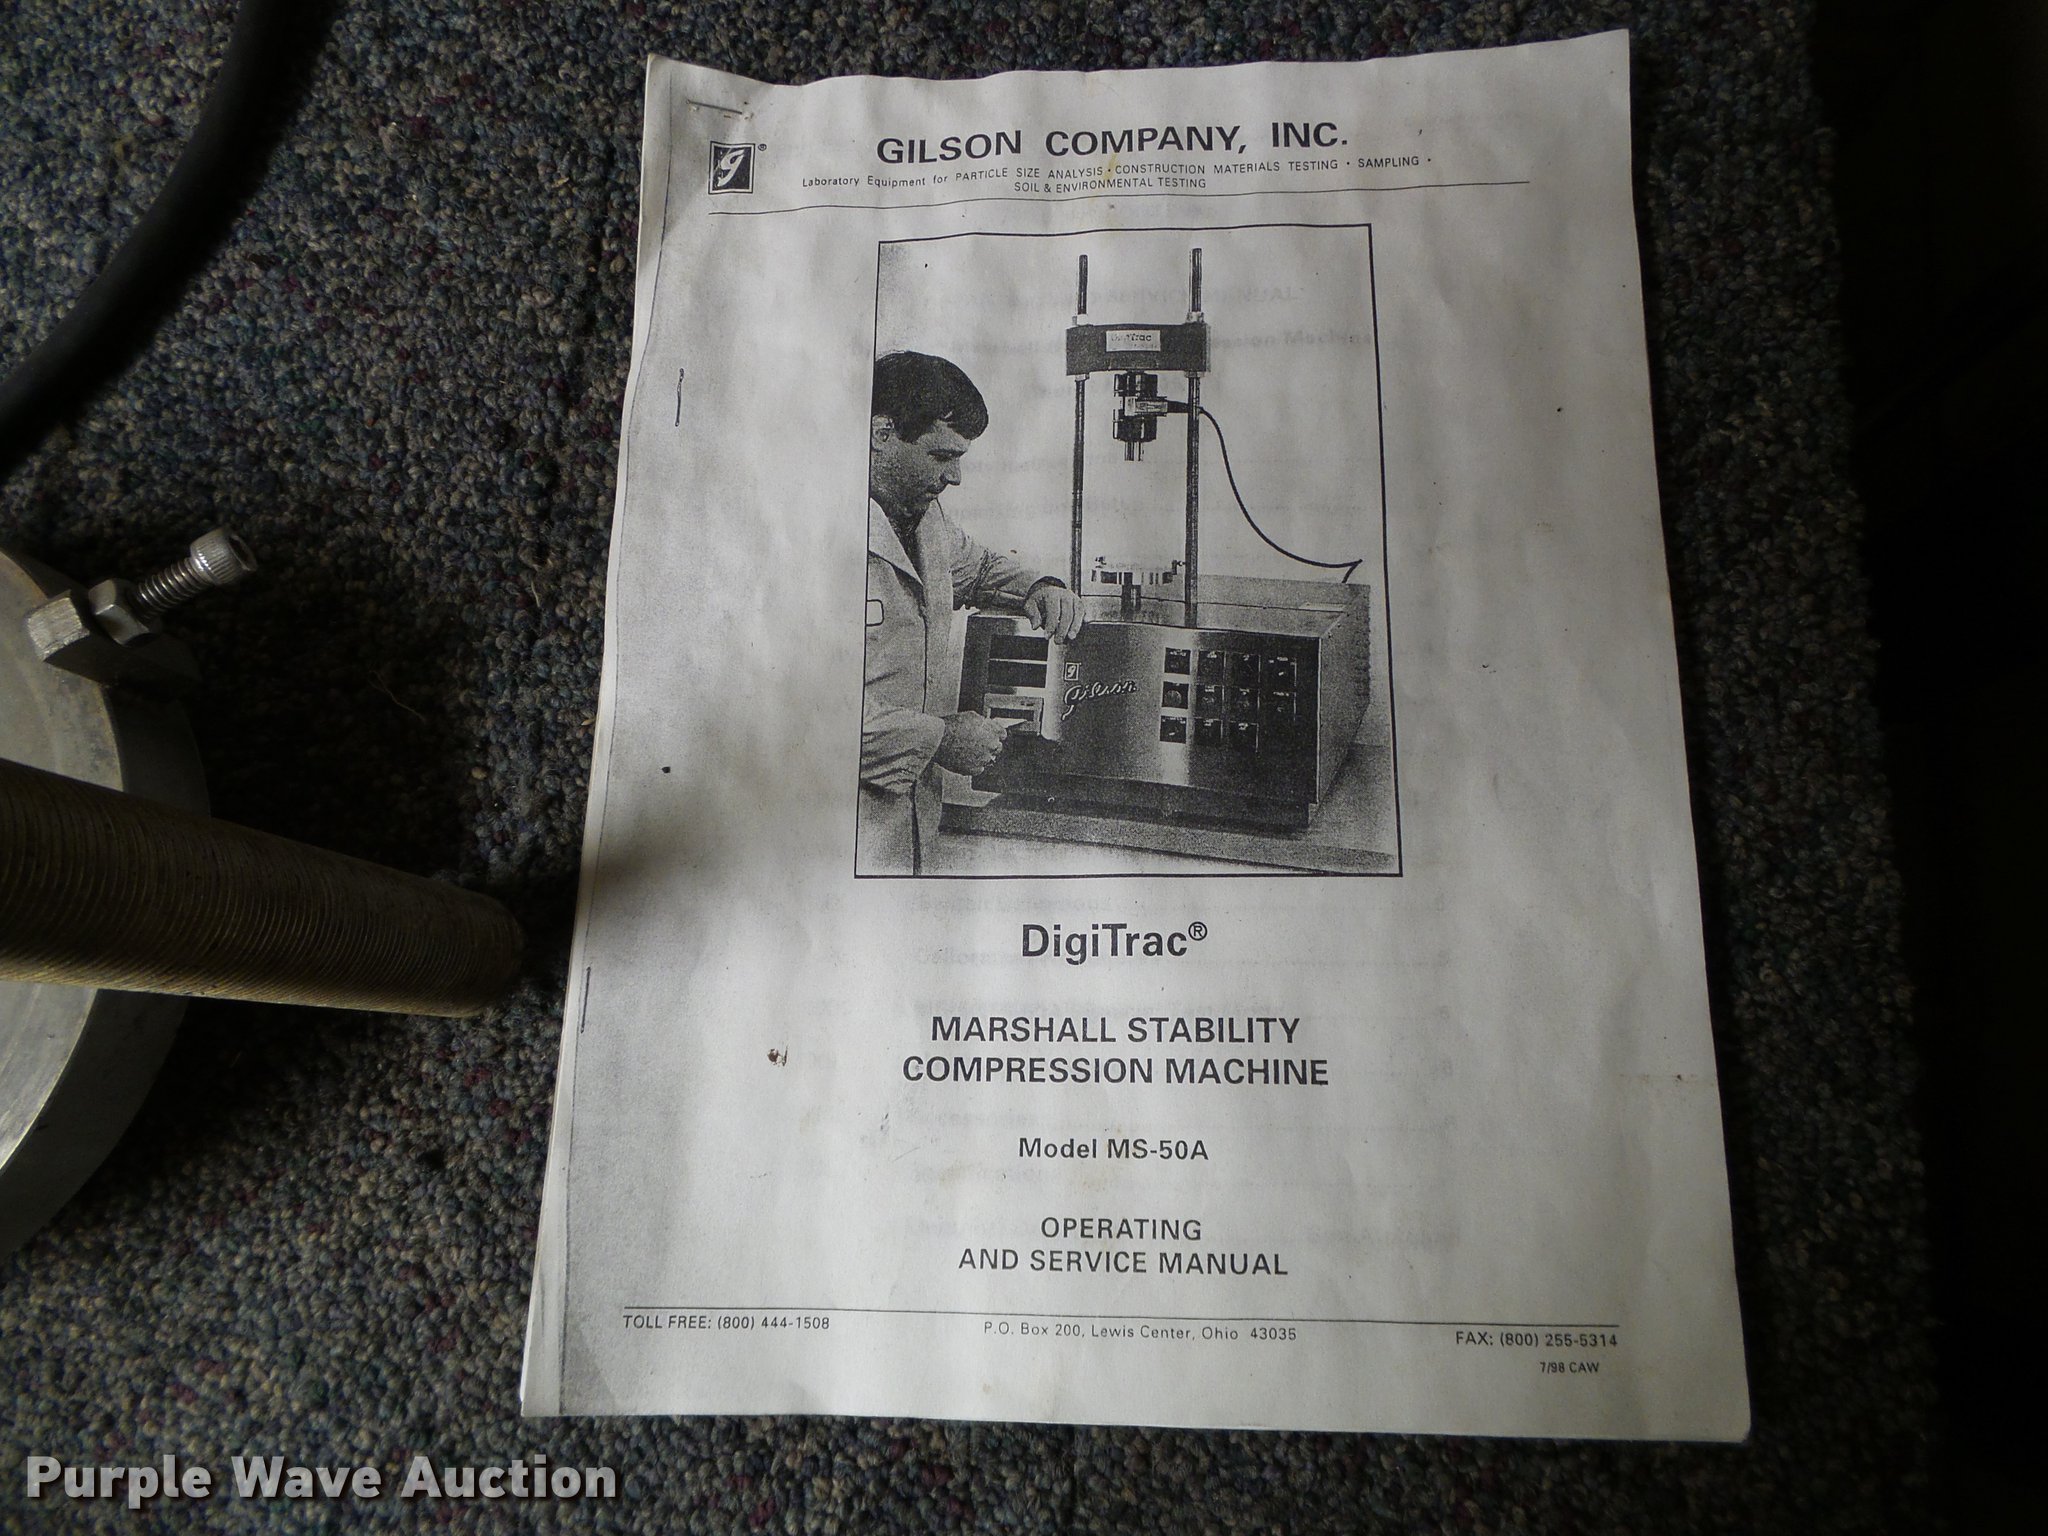 GILSON COMPANY, INC.
Laboratory Equipment for PARTICLE SIZE ANALYSIS • CONSTRUCTION MATERIALS TESTING • SAMPLING •
SOIL & ENVIRONMENTAL TESTING
g®
DigiTrac
g
Gilson
DigiTrac®
MARSHALL STABILITY
COMPRESSION MACHINE
Model MS-50A
OPERATING
AND SERVICE MANUAL
TOLL FREE: (800) 444-1508
P.O. Box 200, Lewis Center, Ohio 43035
FAX: (800) 255-5314
7/98 CAW
Purple Wave Auction